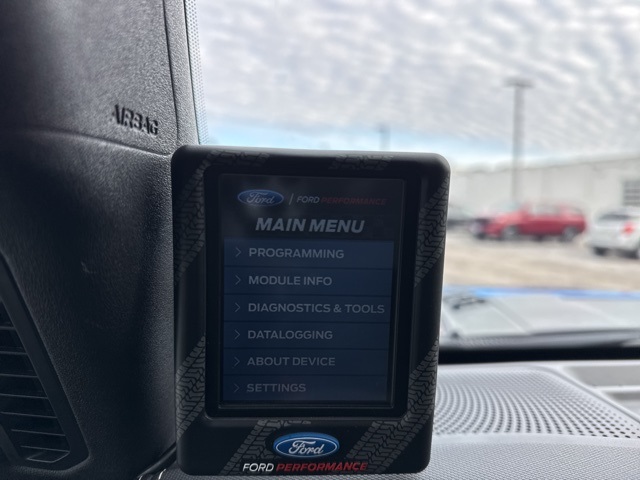 AIRBAG
Ford | FORD PERFORMANCE
MAIN MENU
> PROGRAMMING
> MODULE INFO
> DIAGNOSTICS & TOOLS
> DATALOGGING
> ABOUT DEVICE
> SETTINGS
Ford
FORD PERFORMANCE